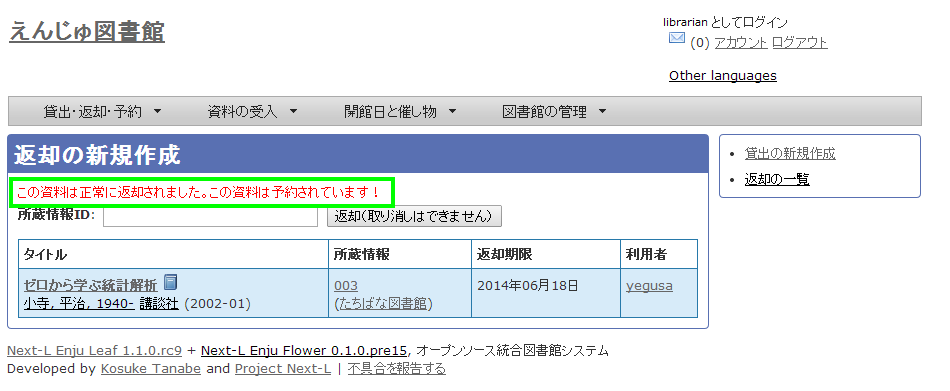 えんじゅ図書館
librarian としてログイン
(0) アカウント ログアウト
Other languages
貸出・返却・予約 資料の受入 開館日と催し物 図書館の管理
返却の新規作成
この資料は正常に返却されました。この資料は予約されています！
所蔵情報ID: 返却(取り消しはできません)
タイトル 所蔵情報 返却期限 利用者
ゼロから学ぶ統計解析 003 2014年06月18日 yegusa
小寺, 平治, 1940- 講談社 (2002-01) (たちばな図書館)
貸出の新規作成
返却の一覧
Next-L Enju Leaf 1.1.0.rc9 + Next-L Enju Flower 0.1.0.pre15, オープンソース統合図書館システム
Developed by Kosuke Tanabe and Project Next-L | 不具合を報告する